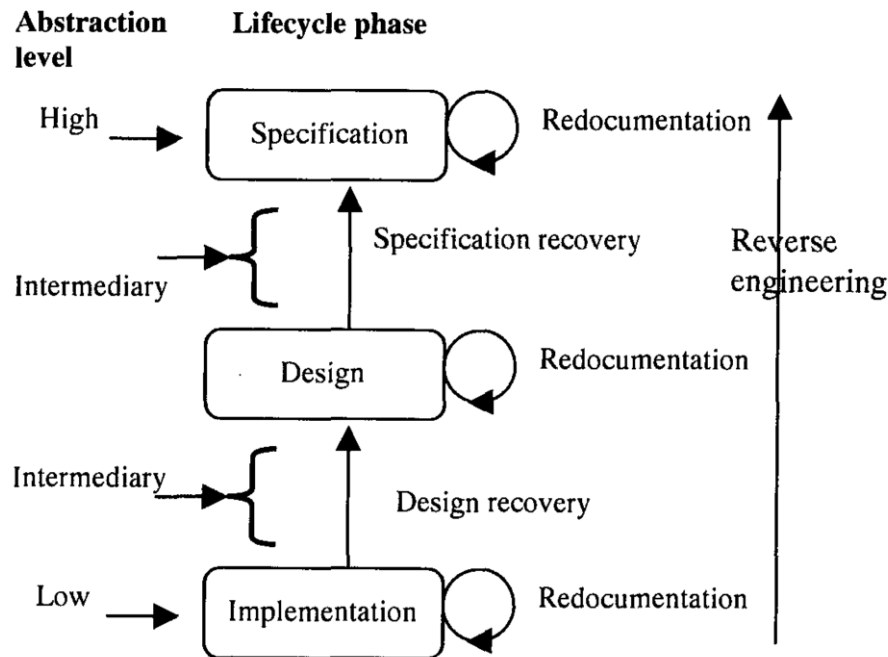 Abstraction level
Lifecycle phase
High
Specification
Redocumentation
Specification recovery
Reverse engineering
Intermediary
Design
Redocumentation
Intermediary
Design recovery
Low
Implementation
Redocumentation